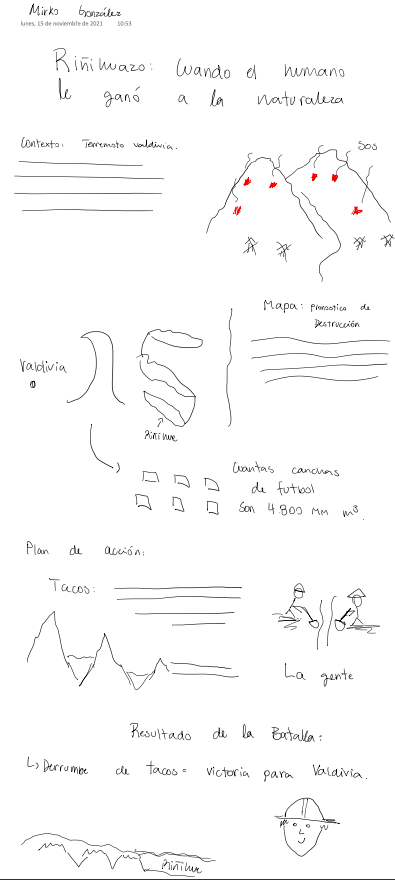 Mirko González
lunes, 15 de noviembre de 2021 10:53
Riñihuazo: Cuando el humano
le ganó a la naturaleza
Contexto: Terremoto Valdivia.
SOS
Mapa: pronostico de
Destrucción
Valdivia
Riñihue
Cuantas canchas
de futbol
son 4.800 MM m³.
Plan de acción:
Tacos:
La gente
Resultado de la Batalla:
↳ Derrumbe de tacos = victoria para Valdivia.
Riñihue